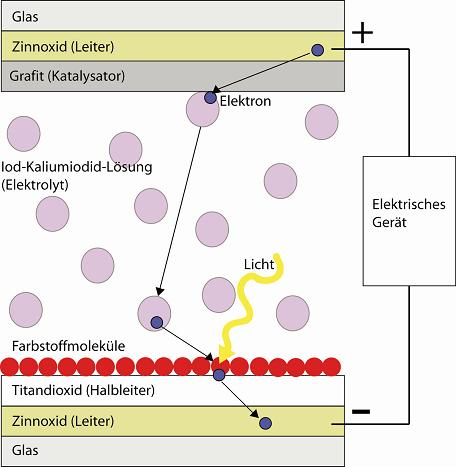 Glas
Zinnoxid (Leiter)
+
Grafit (Katalysator)
Elektron
Iod-Kaliumiodid-Lösung
(Elektrolyt)
Elektrisches
Gerät
Licht
Farbstoffmoleküle
Titandioxid (Halbleiter)
Zinnoxid (Leiter)
–
Glas